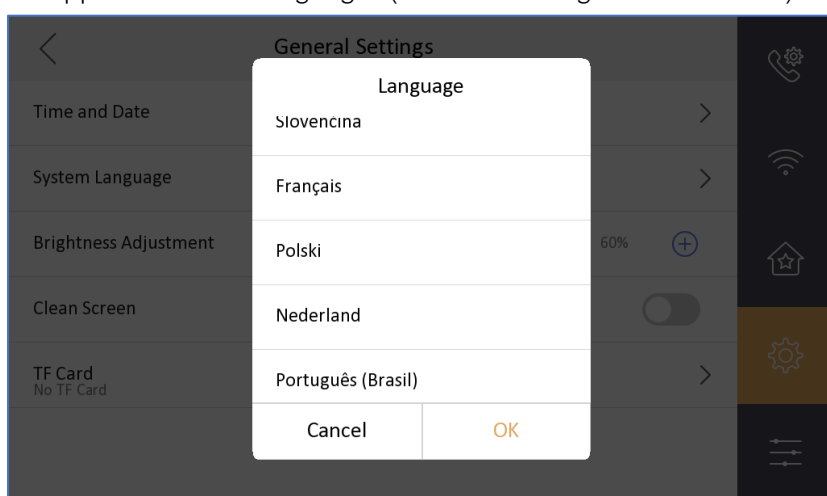 General Settings
Language
Time and Date
Slovenčina
System Language
Français
Brightness Adjustment
60%
Polski
Clean Screen
Nederland
TF Card
No TF Card
Português (Brasil)
Cancel
OK